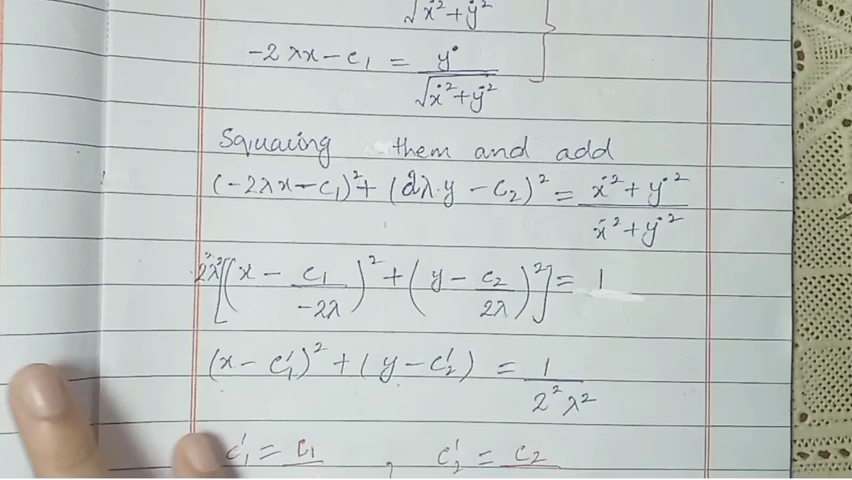 √ẋ²+ẏ²
-2λx-c₁ = ẏ / √ẋ²+ẏ²
Squaring them and add
(-2λx-c₁)²+(2λ.y-c₂)² = ẋ²+ẏ² / ẋ²+ẏ²
2²λ²[(x - c₁/-2λ)²+(y - c₂/2λ)²] = 1
(x-c₁')²+(y-c₂') = 1 / 2²λ²
c₁' = c₁ , c₂' = c₂